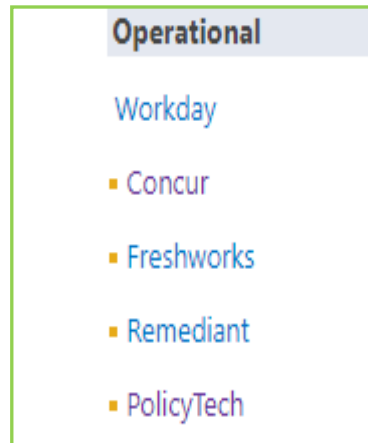 Operational
Workday
▪ Concur
▪ Freshworks
▪ Remediant
▪ PolicyTech